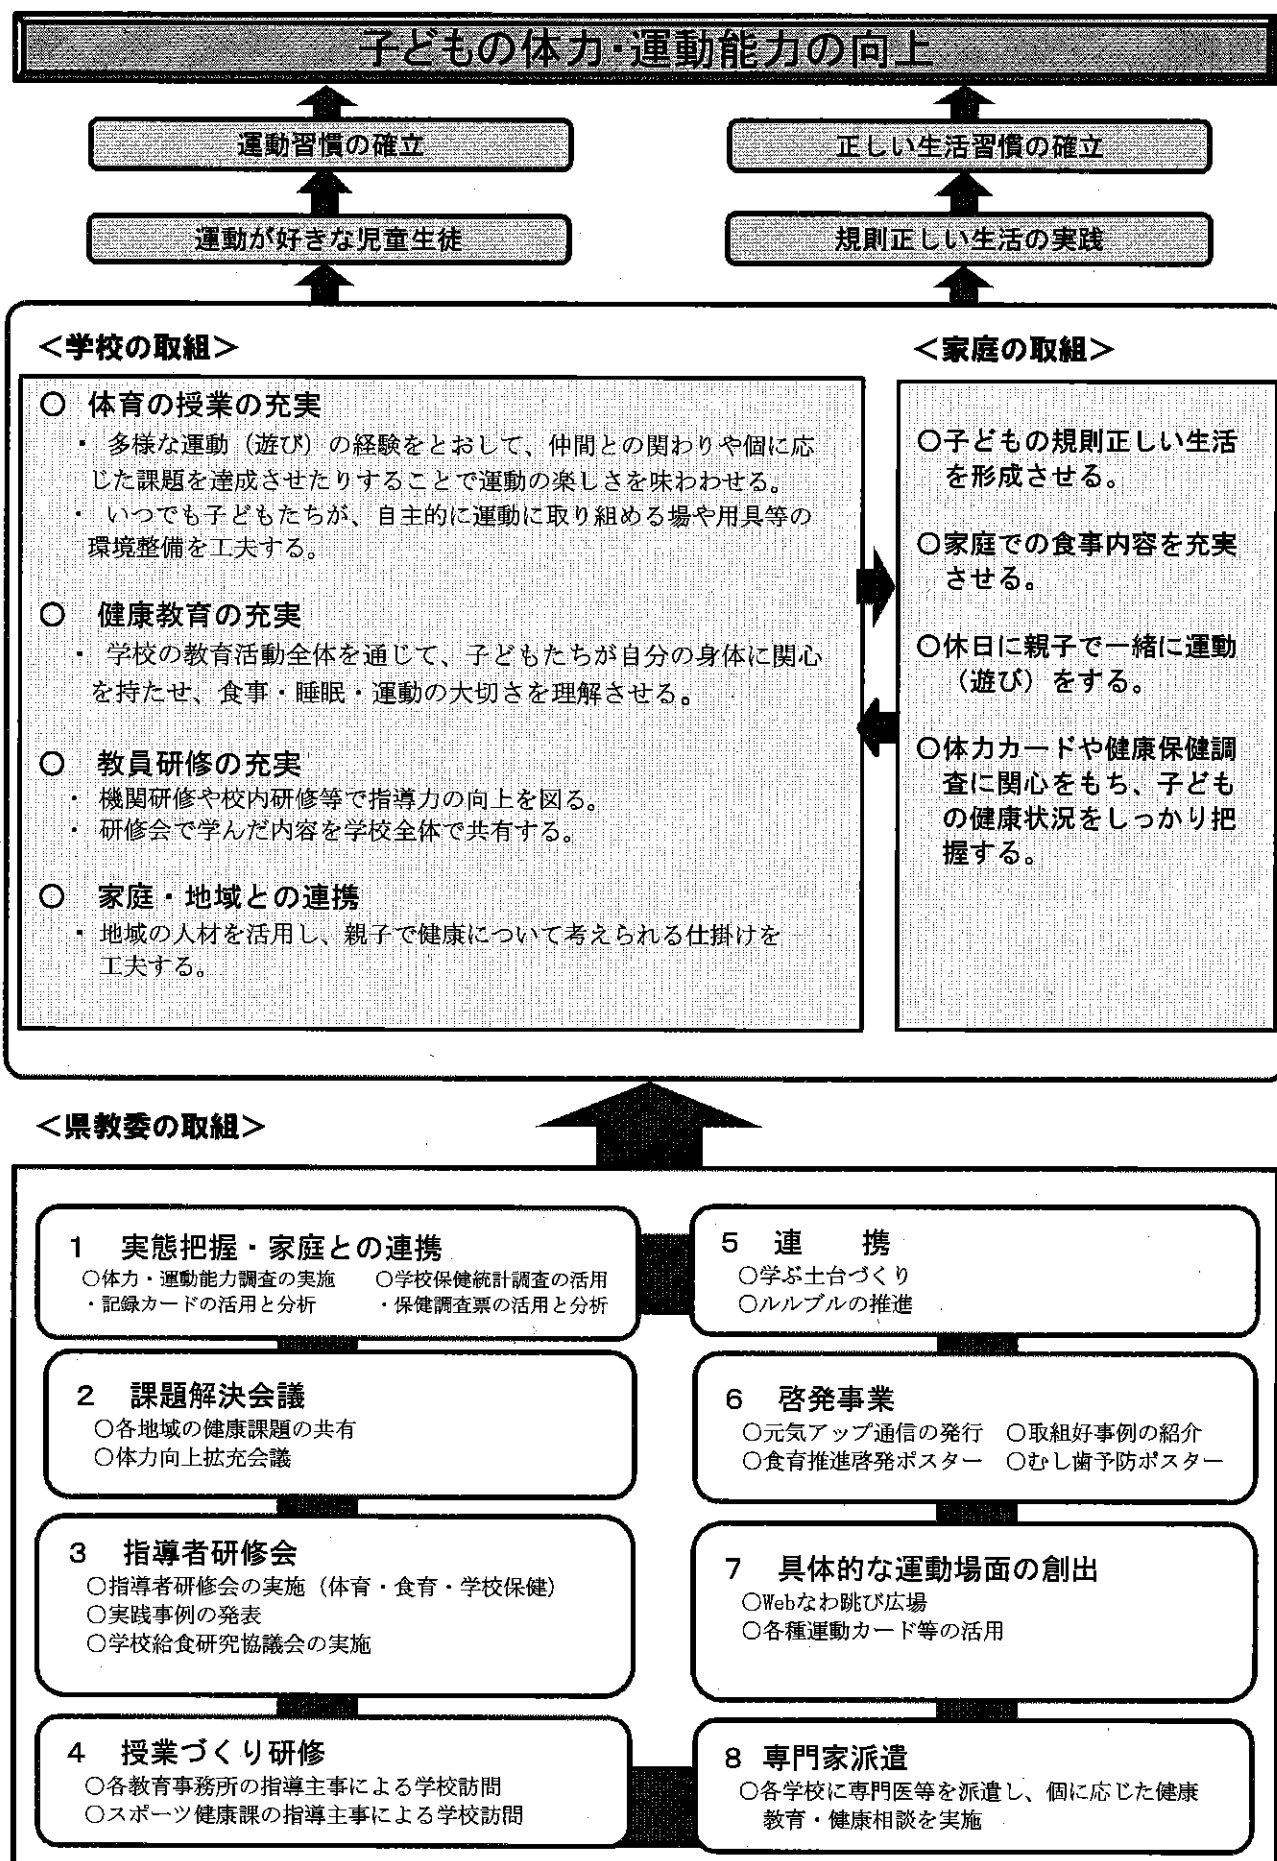 子どもの体力・運動能力の向上
運動習慣の確立
正しい生活習慣の確立
運動が好きな児童生徒
規則正しい生活の実践
＜学校の取組＞
○ 体育の授業の充実
・ 多様な運動（遊び）の経験をとおして、仲間との関わりや個に応
じた課題を達成させたりすることで運動の楽しさを味わわせる。
・ いつでも子どもたちが、自主的に運動に取り組める場や用具等の
環境整備を工夫する。
○ 健康教育の充実
・ 学校の教育活動全体を通じて、子どもたちが自分の身体に関心
を持たせ、食事・睡眠・運動の大切さを理解させる。
○ 教員研修の充実
・ 機関研修や校内研修等で指導力の向上を図る。
・ 研修会で学んだ内容を学校全体で共有する。
○ 家庭・地域との連携
・ 地域の人材を活用し、親子で健康について考えられる仕掛けを
工夫する。
＜家庭の取組＞
○子どもの規則正しい生活
を形成させる。
○家庭での食事内容を充実
させる。
○休日に親子で一緒に運動
（遊び）をする。
○体力カードや健康保健調
査に関心をもち、子ども
の健康状況をしっかり把
握する。
＜県教委の取組＞
1 実態把握・家庭との連携
○体力・運動能力調査の実施 ○学校保健統計調査の活用
・記録カードの活用と分析 ・保健調査票の活用と分析
2 課題解決会議
○各地域の健康課題の共有
○体力向上拡充会議
3 指導者研修会
○指導者研修会の実施（体育・食育・学校保健）
○実践事例の発表
○学校給食研究協議会の実施
4 授業づくり研修
○各教育事務所の指導主事による学校訪問
○スポーツ健康課の指導主事による学校訪問
5 連 携
○学ぶ土台づくり
○ルルブルの推進
6 啓発事業
○元気アップ通信の発行 ○取組好事例の紹介
○食育推進啓発ポスター ○むし歯予防ポスター
7 具体的な運動場面の創出
○Webなわ跳び広場
○各種運動カード等の活用
8 専門家派遣
○各学校に専門医等を派遣し、個に応じた健康
教育・健康相談を実施